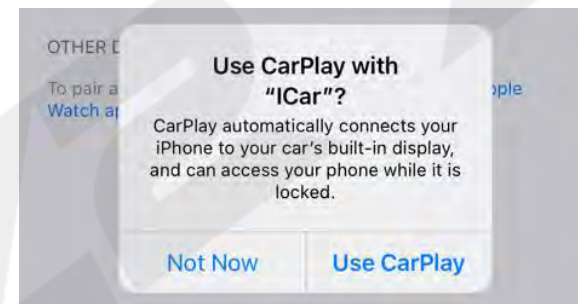 OTHER D
To pair a
Watch ap
pple
Use CarPlay with
“ICar”?
CarPlay automatically connects your
iPhone to your car’s built-in display,
and can access your phone while it is
locked.
Not Now
Use CarPlay